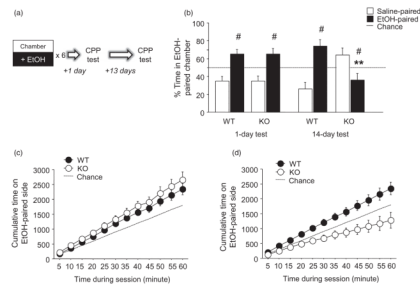 (a)
Chamber
+ EtOH
x 6
CPP
test
CPP
test
+1 day
+13 days
(b)
Saline-paired
EtOH-paired
Chance
% Time in EtOH-
paired chamber
100
80
60
40
20
0
#
#
#
#
**
WT
KO
WT
KO
1-day test
14-day test
(c)
WT
KO
Chance
Cumulative time on
EtOH-paired side
3000
2500
2000
1500
1000
500
0
5 10 15 20 25 30 35 40 45 50 55 60
Time during session (minute)
(d)
WT
KO
Chance
Cumulative time on
EtOH-paired side
3000
2500
2000
1500
1000
500
0
5 10 15 20 25 30 35 40 45 50 55 60
Time during session (minute)